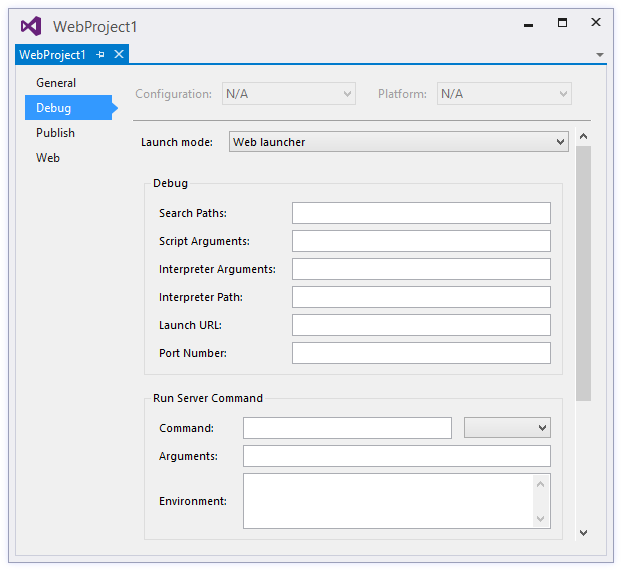 WebProject1
WebProject1
General
Debug
Publish
Web
Configuration: N/A Platform: N/A
Launch mode: Web launcher
Debug
Search Paths:
Script Arguments:
Interpreter Arguments:
Interpreter Path:
Launch URL:
Port Number:
Run Server Command
Command:
Arguments:
Environment: